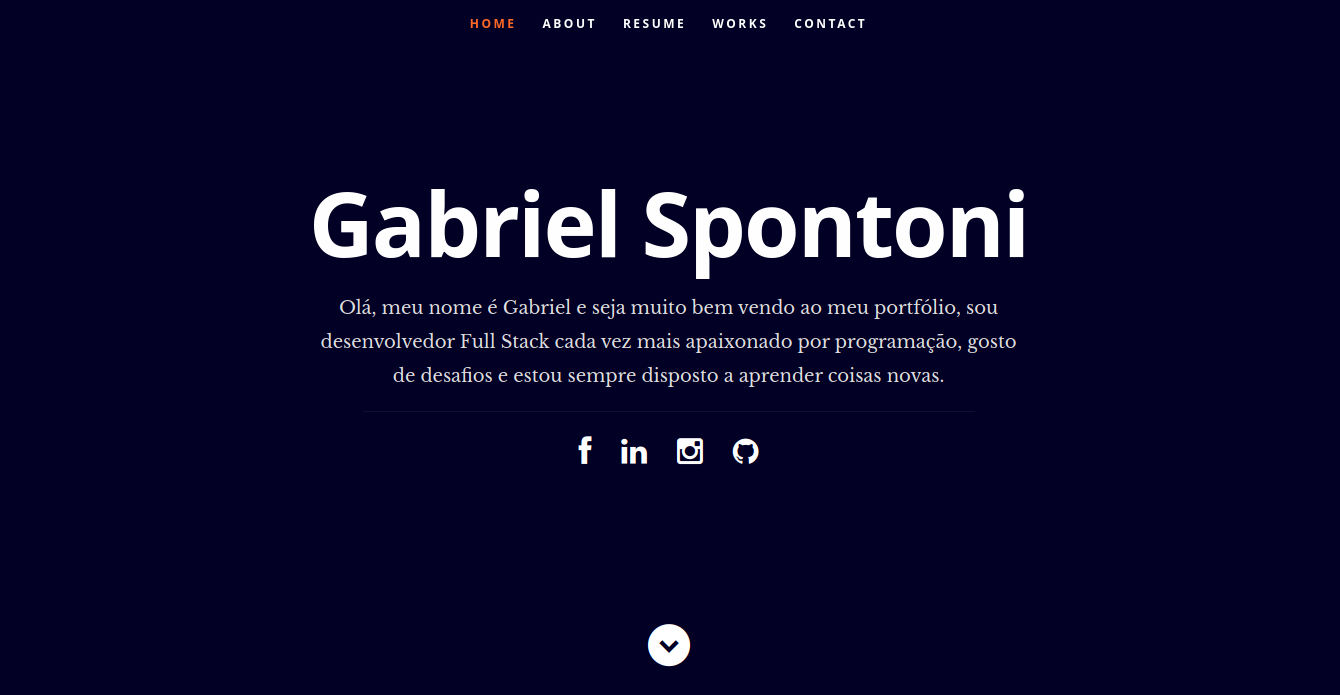 HOME ABOUT RESUME WORKS CONTACT
Gabriel Spontoni
Olá, meu nome é Gabriel e seja muito bem vendo ao meu portfólio, sou
desenvolvedor Full Stack cada vez mais apaixonado por programação, gosto
de desafios e estou sempre disposto a aprender coisas novas.